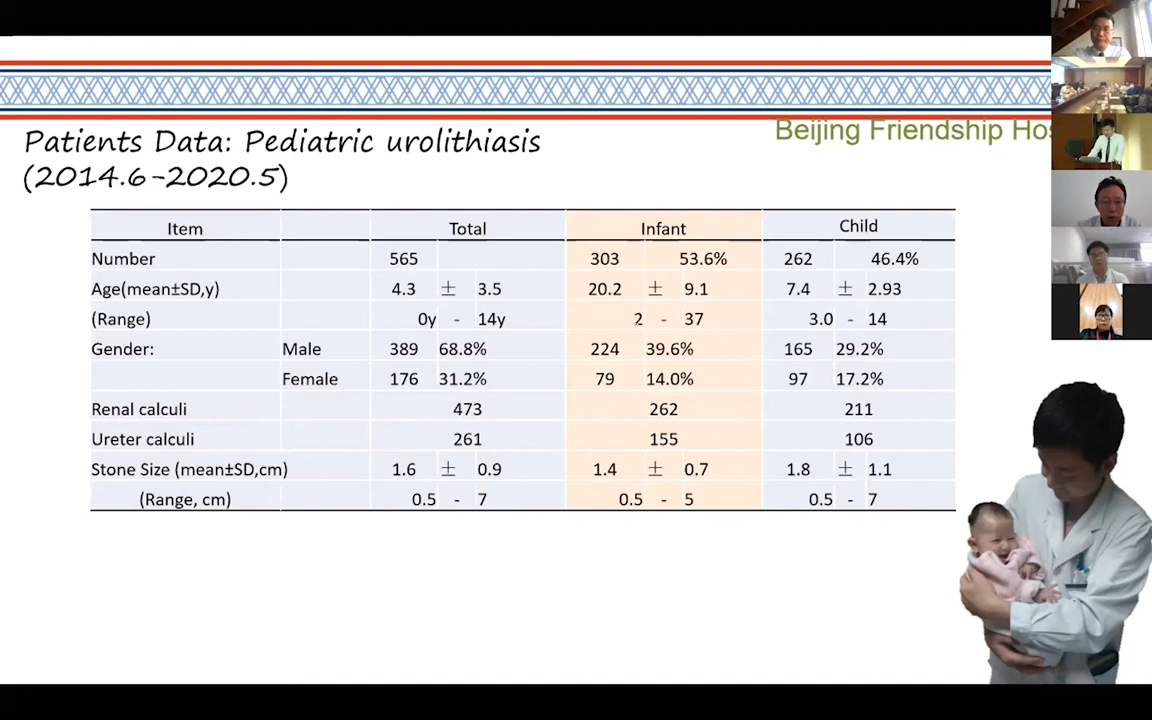 Beijing Friendship Hos
Patients Data: Pediatric urolithiasis
(2014.6-2020.5)
Item Total Infant Child
Number 565 303 53.6% 262 46.4%
Age(mean±SD,y) 4.3 ± 3.5 20.2 ± 9.1 7.4 ± 2.93
(Range) 0y - 14y 2 - 37 3.0 - 14
Gender: Male 389 68.8% 224 39.6% 165 29.2%
Female 176 31.2% 79 14.0% 97 17.2%
Renal calculi 473 262 211
Ureter calculi 261 155 106
Stone Size (mean±SD,cm) 1.6 ± 0.9 1.4 ± 0.7 1.8 ± 1.1
(Range, cm) 0.5 - 7 0.5 - 5 0.5 - 7